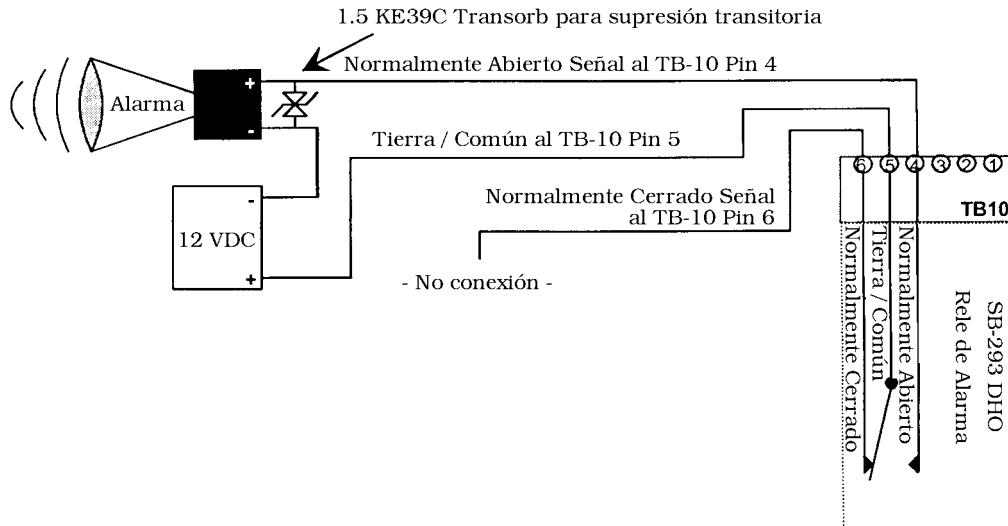 1.5 KE39C Transorb para supresión transitoria
Normalmente Abierto Señal al TB-10 Pin 4
+
Alarma
-
Tierra / Común al TB-10 Pin 5
Normalmente Cerrado Señal
al TB-10 Pin 6
-
12 VDC
+
- No conexión -
6 5 4 3 2 1
TB10
Normalmente Cerrado
Tierra / Común
Normalmente Abierto
Rele de Alarma
SB-293 DHO